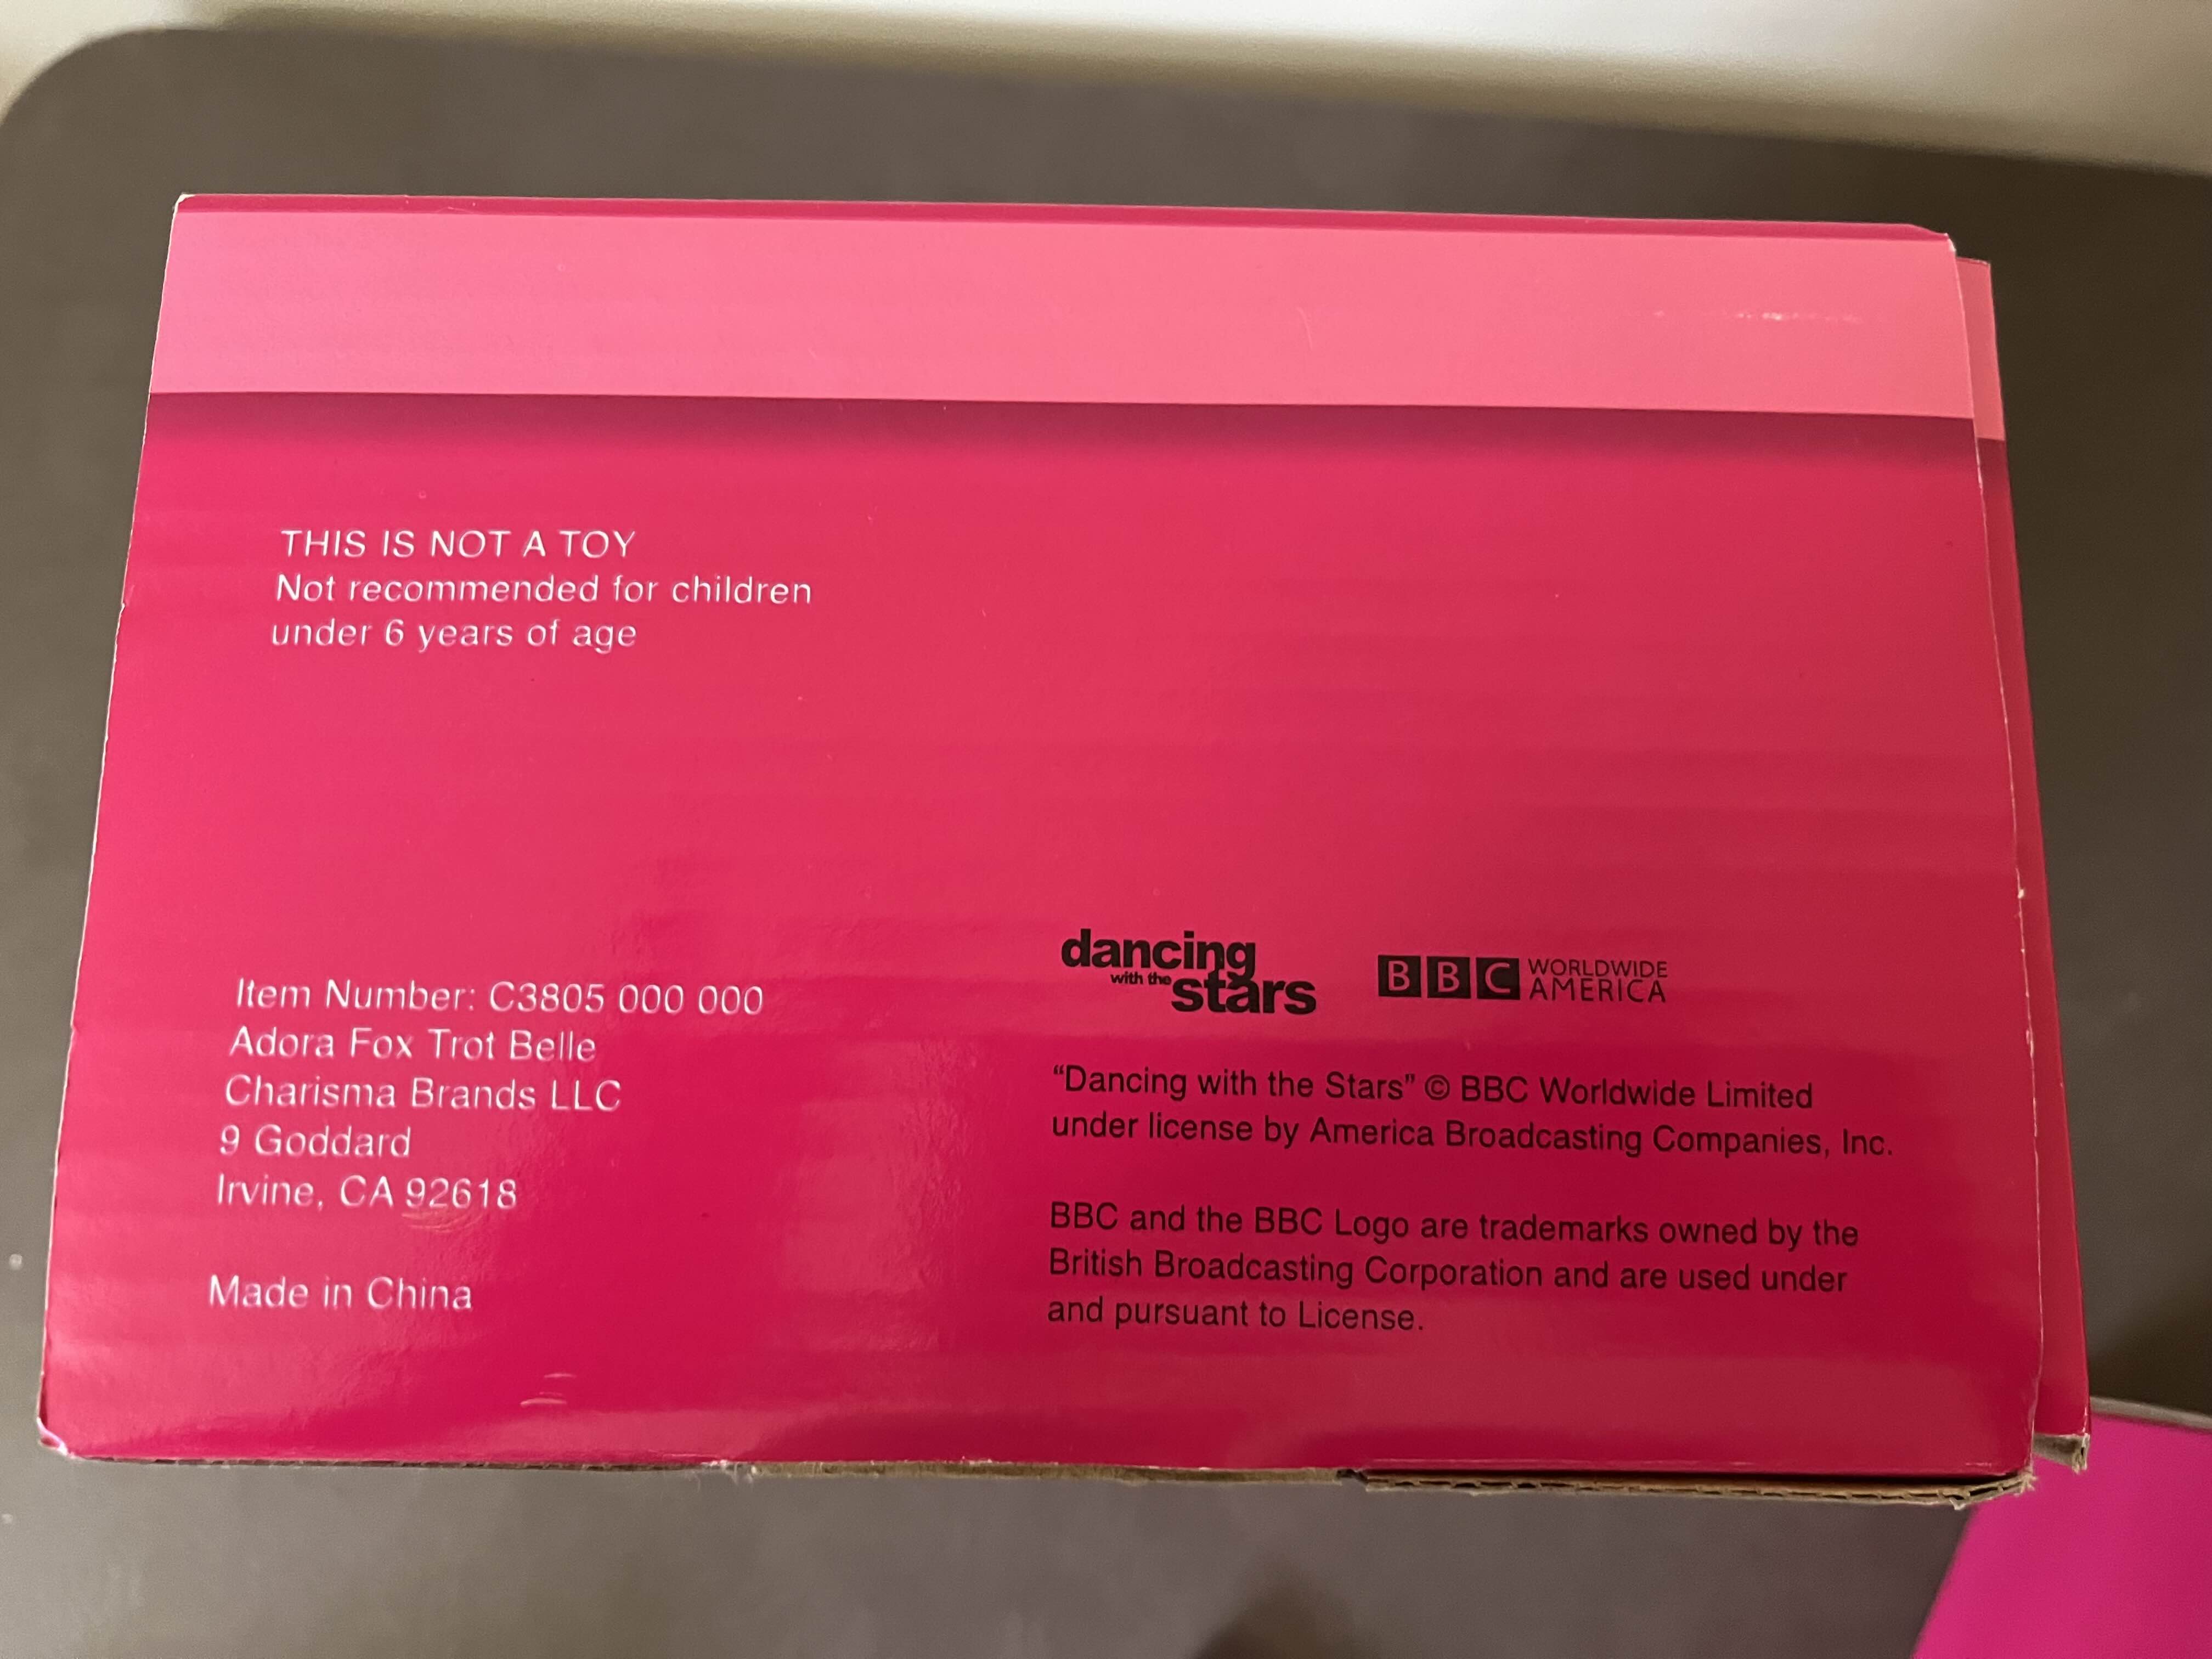 THIS IS NOT A TOY
Not recommended for children
under 6 years of age
Item Number: C3805 000 000
Adora Fox Trot Belle
Charisma Brands LLC
9 Goddard
Irvine, CA 92618
Made in China
dancing
with the
stars
BBC WORLDWIDE
AMERICA
“Dancing with the Stars” © BBC Worldwide Limited
under license by America Broadcasting Companies, Inc.
BBC and the BBC Logo are trademarks owned by the
British Broadcasting Corporation and are used under
and pursuant to License.